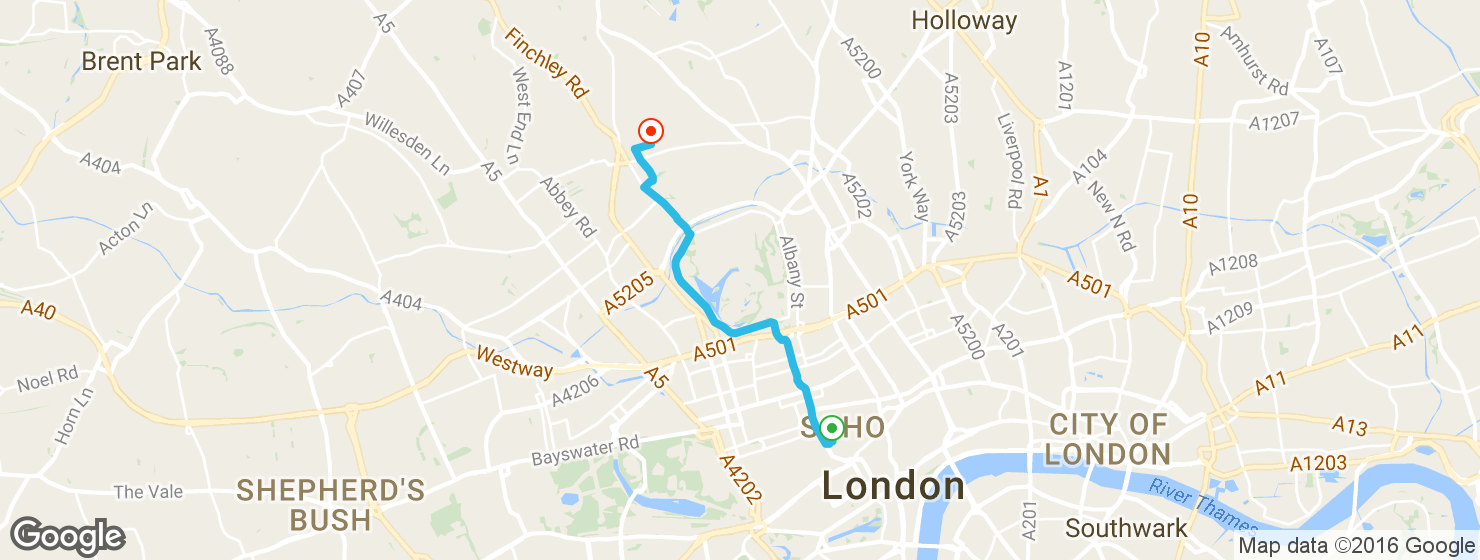 Holloway
Brent Park
A5
A4088
Finchley Rd
West End Ln
A407
A5200
A5203
A1201
A10
Amhurst Rd
A107
A1207
Willesden Ln
A404
A5
Abbey Rd
York Way
A5203
Liverpool Rd
A1
A104
New N Rd
A5202
A10
Acton Ln
Albany St
A1208
A5205
A501
A501
A404
A40
A5200
A201
A1209
A11
A501
Westway
A4206
A5
A11
Noel Rd
Horn Ln
SOHO
CITY OF
LONDON
A13
Bayswater Rd
A4202
A1203
The Vale
SHEPHERD'S
BUSH
London
River Thames
A201
Southwark
Google
Map data ©2016 Google